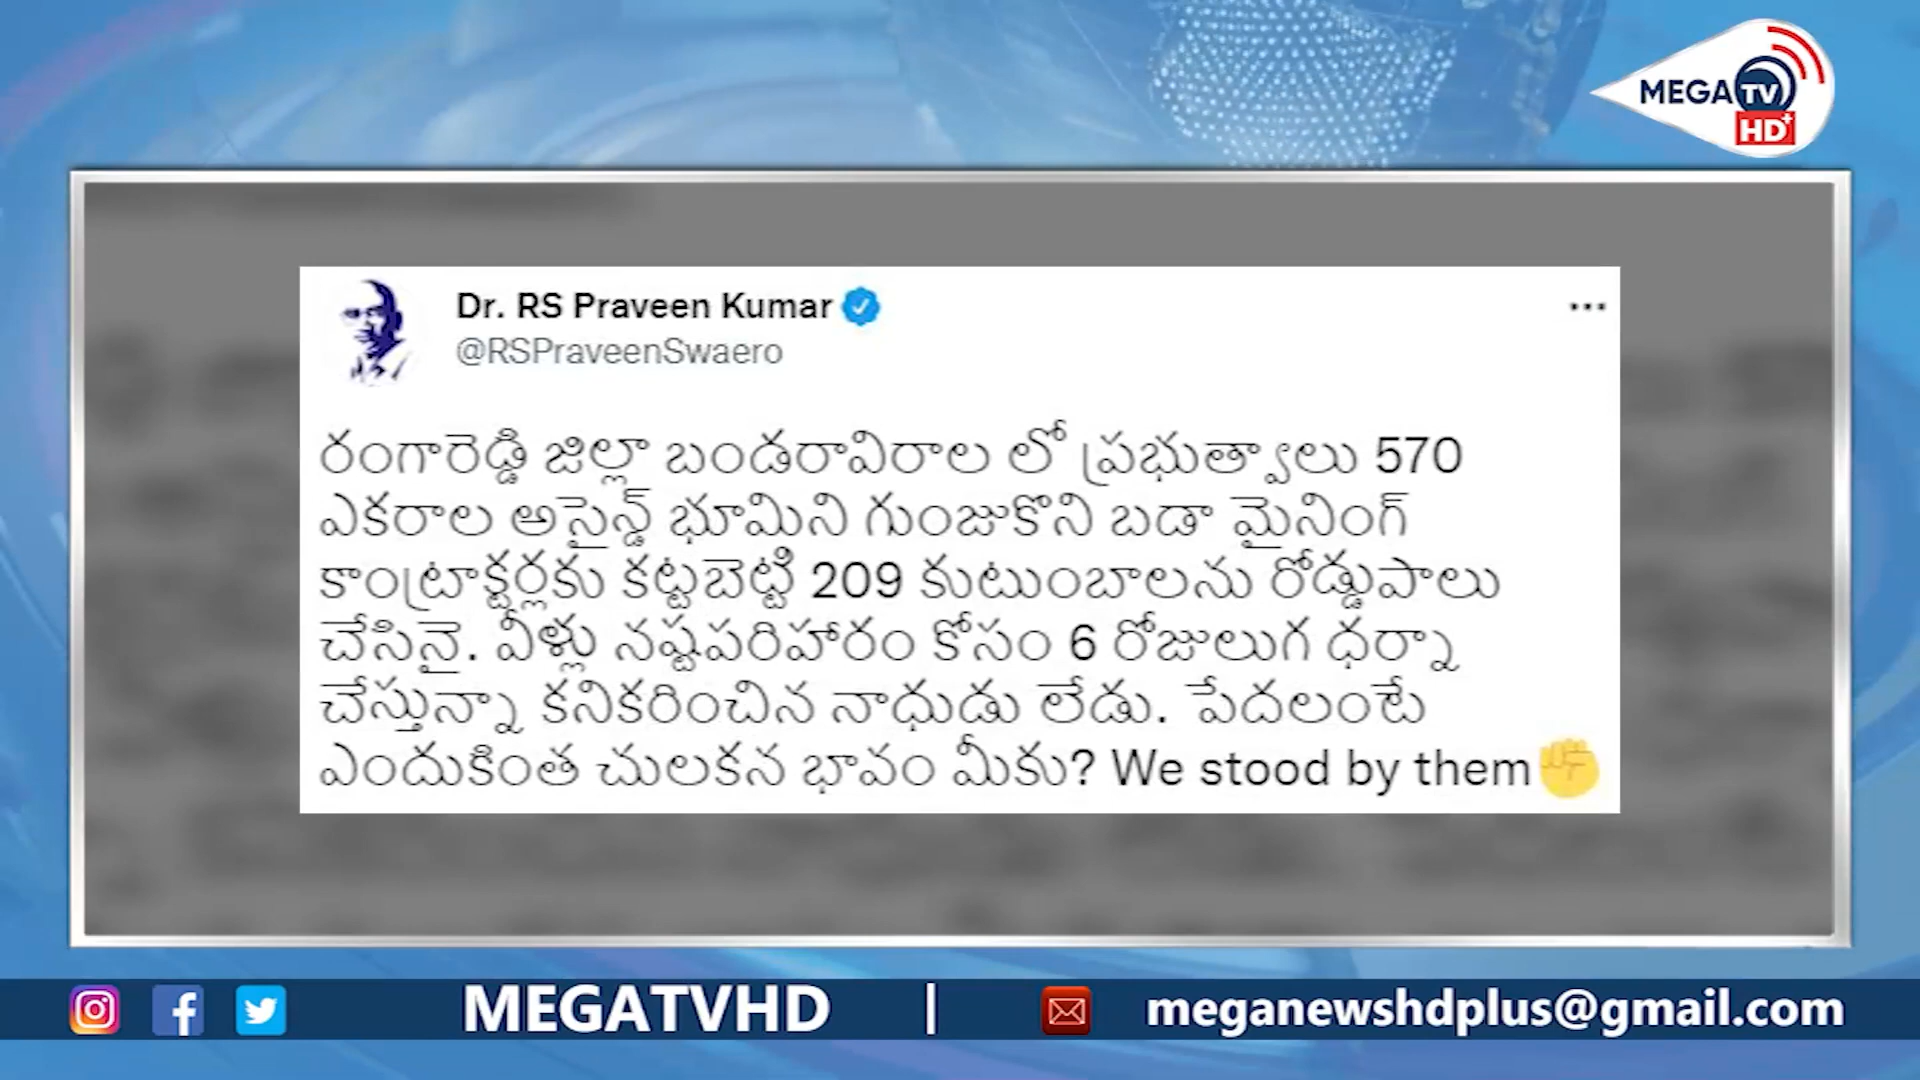 MEGA TV
HD+
Dr. RS Praveen Kumar
@RSPraveenSwaero
రంగారెడ్డి జిల్లా బండరావిరాల లో ప్రభుత్వాలు 570
ఎకరాల అసైన్డ్ భూమిని గుంజుకొని బడా మైనింగ్
కాంట్రాక్టర్లకు కట్టబెట్టి 209 కుటుంబాలను రోడ్డుపాలు
చేసినై. వీళ్లు నష్టపరిహారం కోసం 6 రోజులుగ ధర్నా
చేస్తున్నా కనికరించిన నాధుడు లేడు. పేదలంటే
ఎందుకింత చులకన భావం మీకు? We stood by them✊
MEGATVHD | meganewshdplus@gmail.com